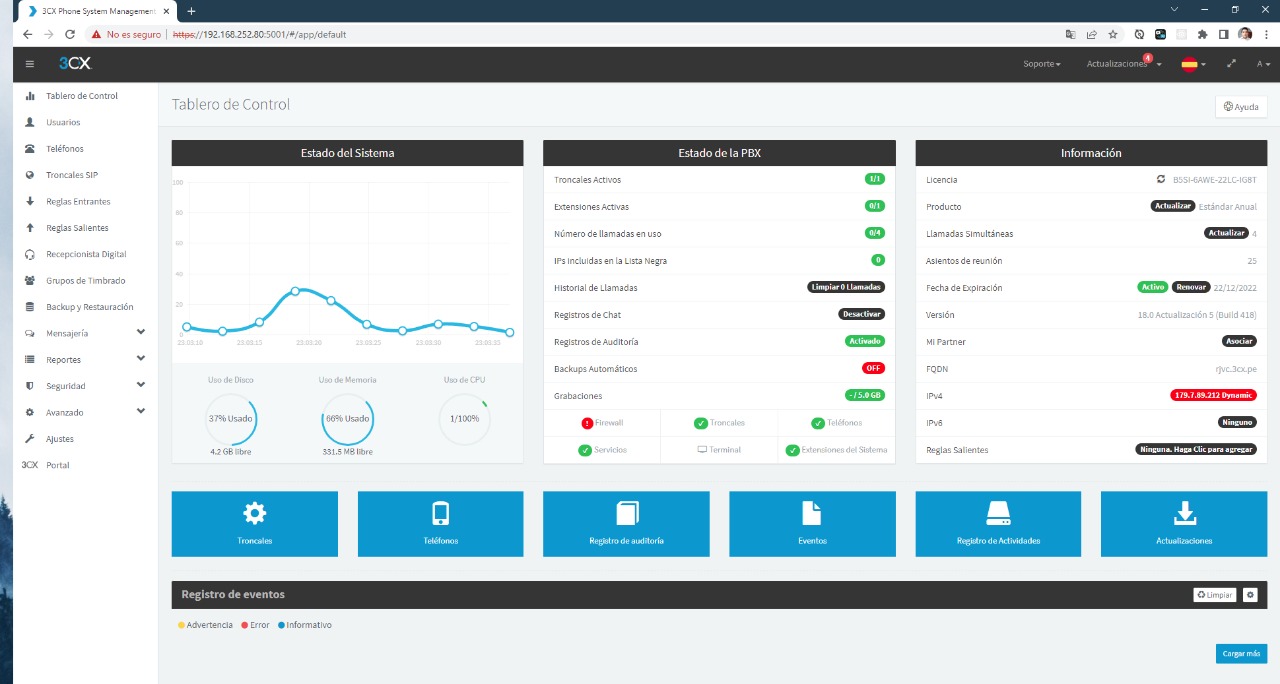 3CX Phone System Management
No es seguro | https://192.168.252.80:5001/#/app/default
3CX
Soporte
Actualizaciones 4
A
Tablero de Control
Usuarios
Teléfonos
Troncales SIP
Reglas Entrantes
Reglas Salientes
Recepcionista Digital
Grupos de Timbrado
Backup y Restauración
Mensajería
Reportes
Seguridad
Avanzado
Ajustes
3CX Portal
Tablero de Control
Ayuda
Estado del Sistema
100
80
60
40
20
0
23:03:10 23:03:15 23:03:20 23:03:25 23:03:30 23:03:35
Uso de Disco
37% Usado
4.2 GB libre
Uso de Memoria
66% Usado
331.5 MB libre
Uso de CPU
1/100%
Estado de la PBX
Troncales Activos 1/1
Extensiones Activas 0/1
Número de llamadas en uso 0/4
IPs incluidas en la Lista Negra 0
Historial de Llamadas Limpiar 0 Llamadas
Registros de Chat Desactivar
Registros de Auditoría Activado
Backups Automáticos OFF
Grabaciones - / 5.0 GB
Firewall Troncales Teléfonos
Servicios Terminal Extensiones del Sistema
Información
Licencia B5SI-6AWE-22LC-IG8T
Producto Actualizar Estándar Anual
Llamadas Simultáneas Actualizar 4
Asientos de reunión 25
Fecha de Expiración Activo Renovar 22/12/2022
Versión 18.0 Actualización 5 (Build 418)
Mi Partner Asociar
FQDN rjvc.3cx.pe
IPv4 179.7.89.212 Dynamic
IPv6 Ninguno
Reglas Salientes Ninguna. Haga Clic para agregar
Troncales
Teléfonos
Registro de auditoría
Eventos
Registro de Actividades
Actualizaciones
Registro de eventos
Limpiar
Advertencia Error Informativo
Cargar más